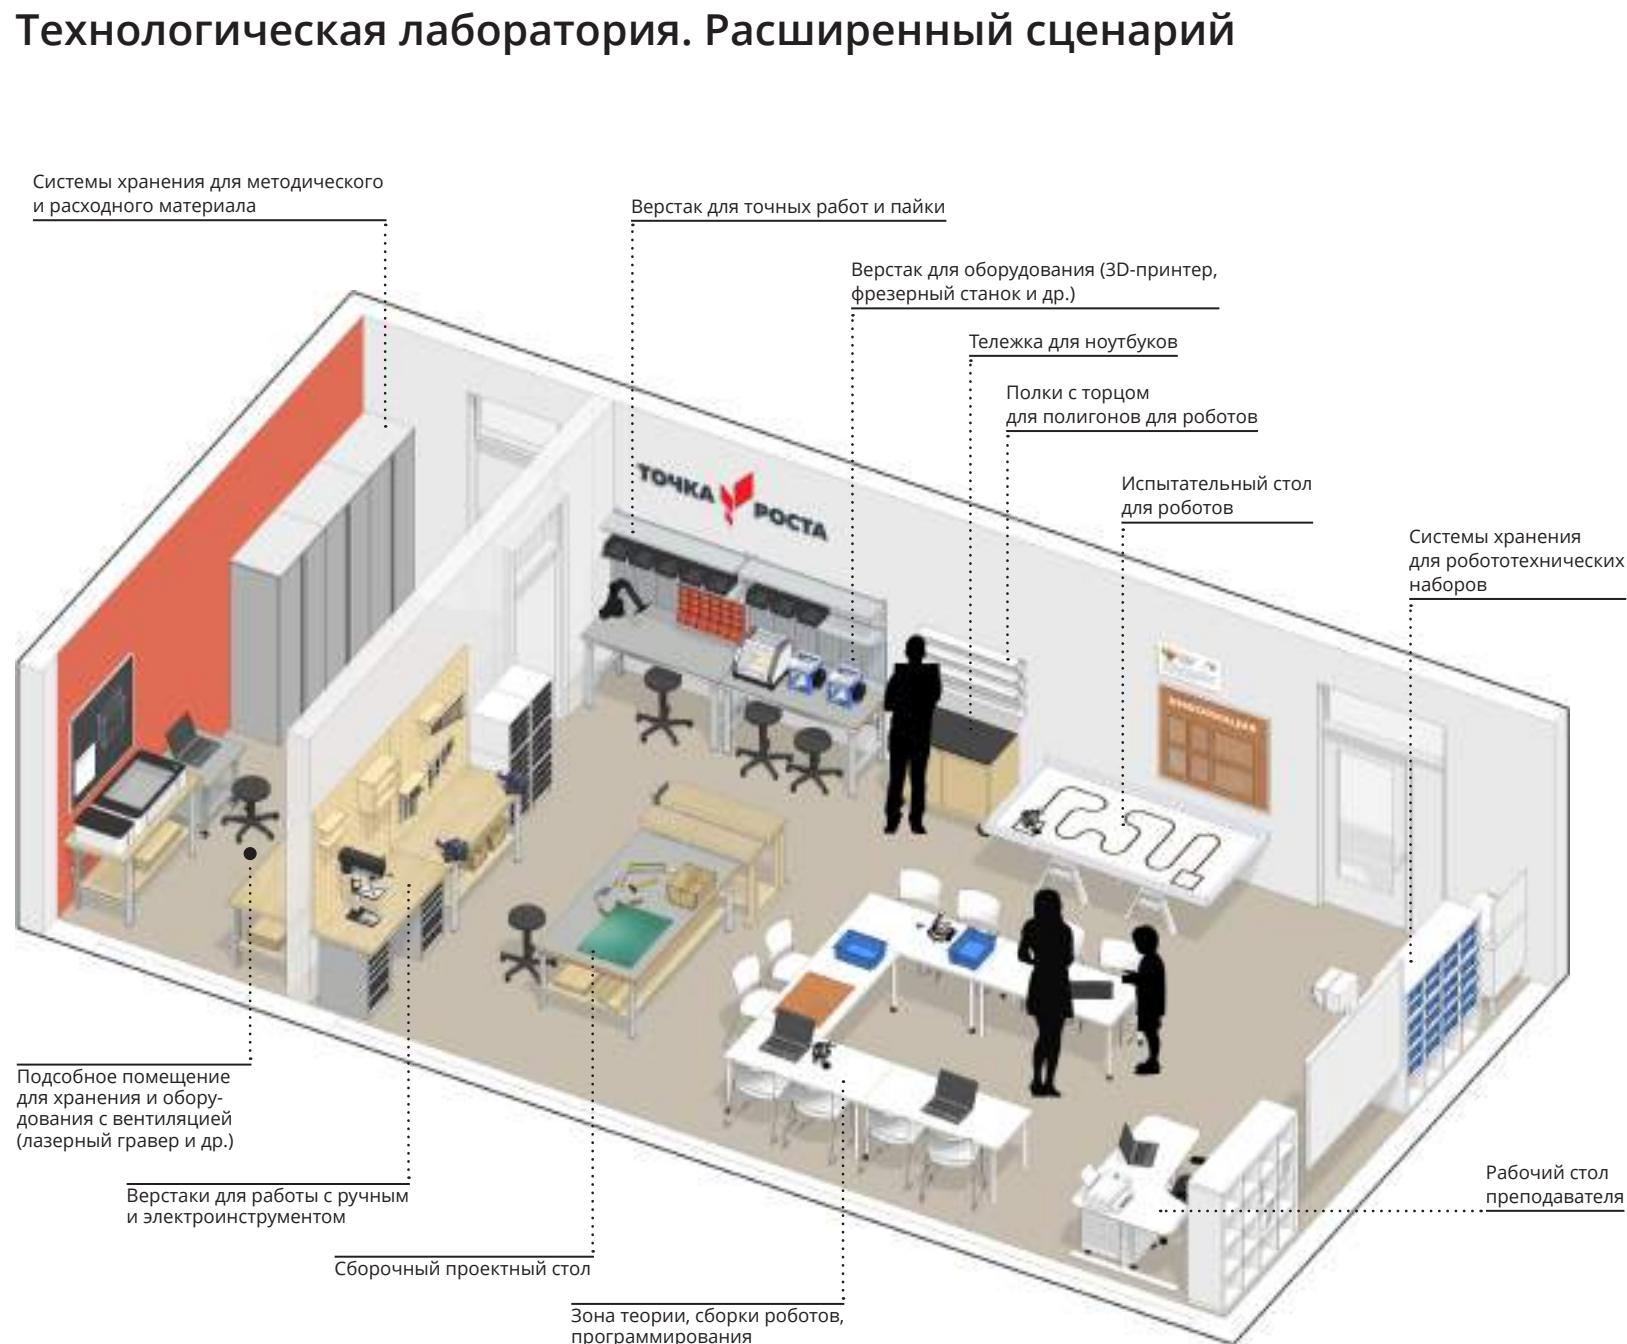 Технологическая лаборатория. Расширенный сценарий
Системы хранения для методического
и расходного материала
Верстак для точных работ и пайки
Верстак для оборудования (3D-принтер,
фрезерный станок и др.)
Тележка для ноутбуков
Полки с торцом
для полигонов для роботов
Испытательный стол
для роботов
Системы хранения
для робототехнических
наборов
ТОЧКА
РОСТА
ИНФОРМАЦИЯ
Подсобное помещение
для хранения и обору-
дования с вентиляцией
(лазерный гравер и др.)
Верстаки для работы с ручным
и электроинструментом
Сборочный проектный стол
Зона теории, сборки роботов,
программирования
Рабочий стол
преподавателя